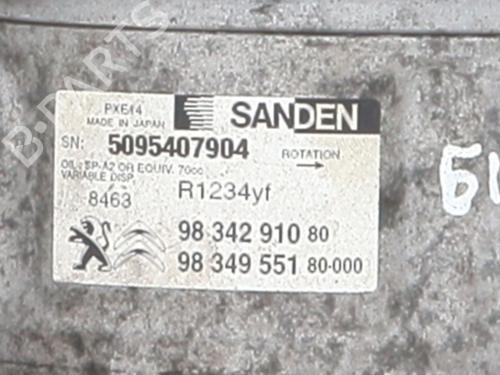 PXE14
MADE IN JAPAN
SANDEN
SN: 5095407904
ROTATION
OIL: SP-A2 OR EQUIV. 70cc
VARIABLE DISP.
8463
R1234yf
98 342 910 80
98 349 551 80-000
B-PARTS